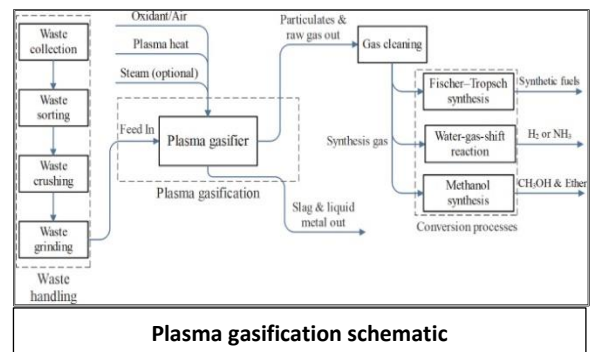 Oxidant/Air
Plasma heat
Steam (optional)
Waste
collection
Waste
sorting
Waste
crushing
Waste
grinding
Waste
handling
Feed In
Plasma gasifier
Plasma gasification
Particulates &
raw gas out
Slag & liquid
metal out
Gas cleaning
Synthesis gas
Fischer–Tropsch
synthesis
Synthetic fuels
Water-gas-shift
reaction
H₂ or NH₃
Methanol
synthesis
CH₃OH & Ether
Conversion processes
Plasma gasification schematic